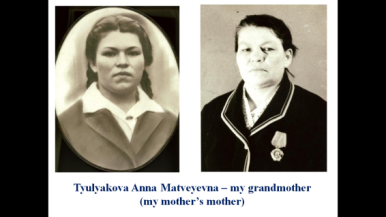 Tyulyakova Anna Matveyevna – my grandmother
(my mother's mother)